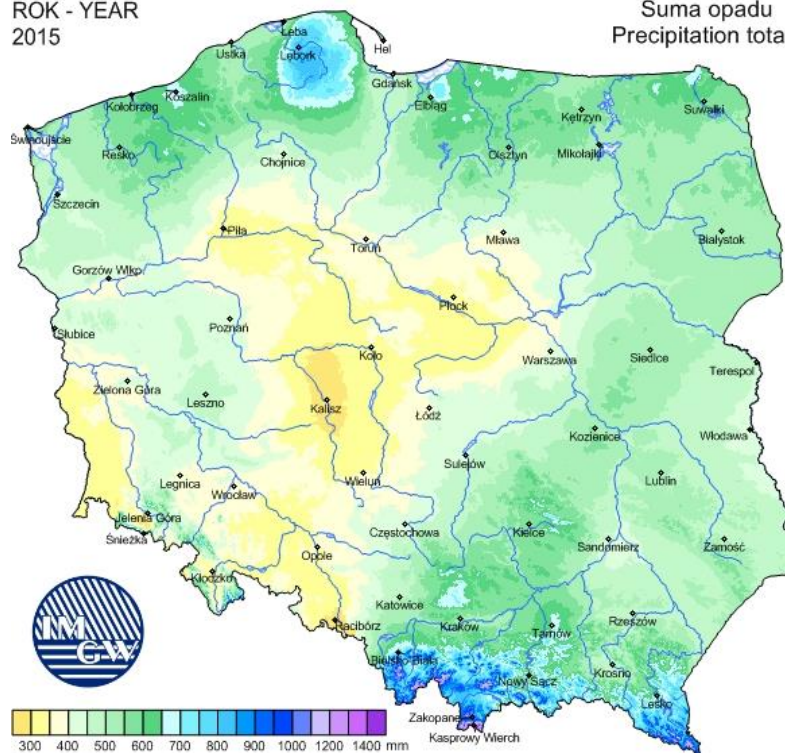 ROK - YEAR
2015
Suma opadu
Precipitation tota
Łeba
Ustka
Lębork
Hel
Gdańsk
Koszalin
Kołobrzeg
Elbląg
Kętrzyn
Suwałki
Świnoujście
Resko
Chojnice
Olsztyn
Mikołajki
Szczecin
Piła
Toruń
Mława
Białystok
Gorzów Wlkp.
Płock
Słubice
Poznań
Koło
Warszawa
Siedlce
Terespol
Zielona Góra
Leszno
Kalisz
Łódź
Kozienice
Włodawa
Sulejów
Legnica
Wrocław
Wieluń
Lublin
Jelenia Góra
Śnieżka
Częstochowa
Kielce
Sandomierz
Zamość
Opole
Kłodzko
Katowice
Racibórz
Kraków
Tarnów
Rzeszów
IM
GW
Bielsko Biała
Nowy Sącz
Krosno
Lesko
Zakopane
Kasprowy Wierch
300 400 500 600 700 800 900 1000 1200 1400 mm